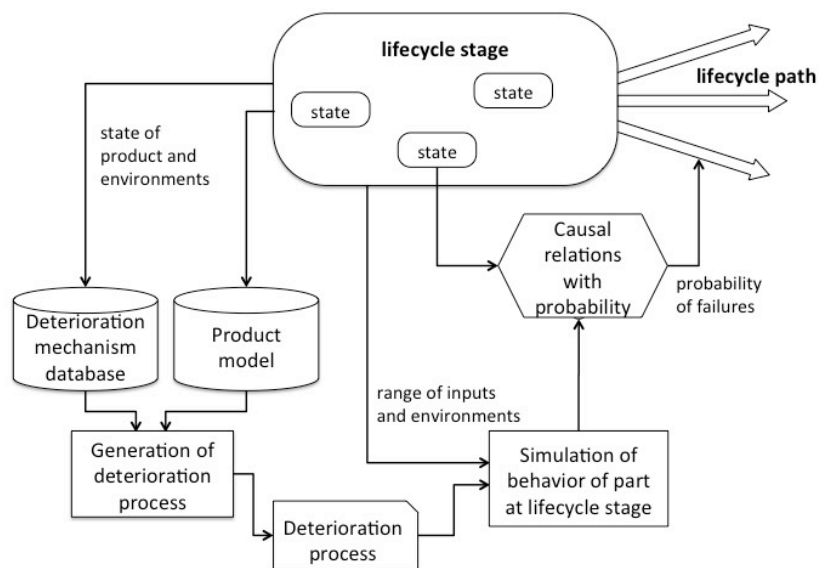 lifecycle stage
lifecycle path
state
state
state
state of
product and
environments
Causal
relations
with
probability
probability
of failures
Deterioration
mechanism
database
Product
model
range of inputs
and environments
Generation of
deterioration
process
Simulation of
behavior of part
at lifecycle stage
Deterioration
process